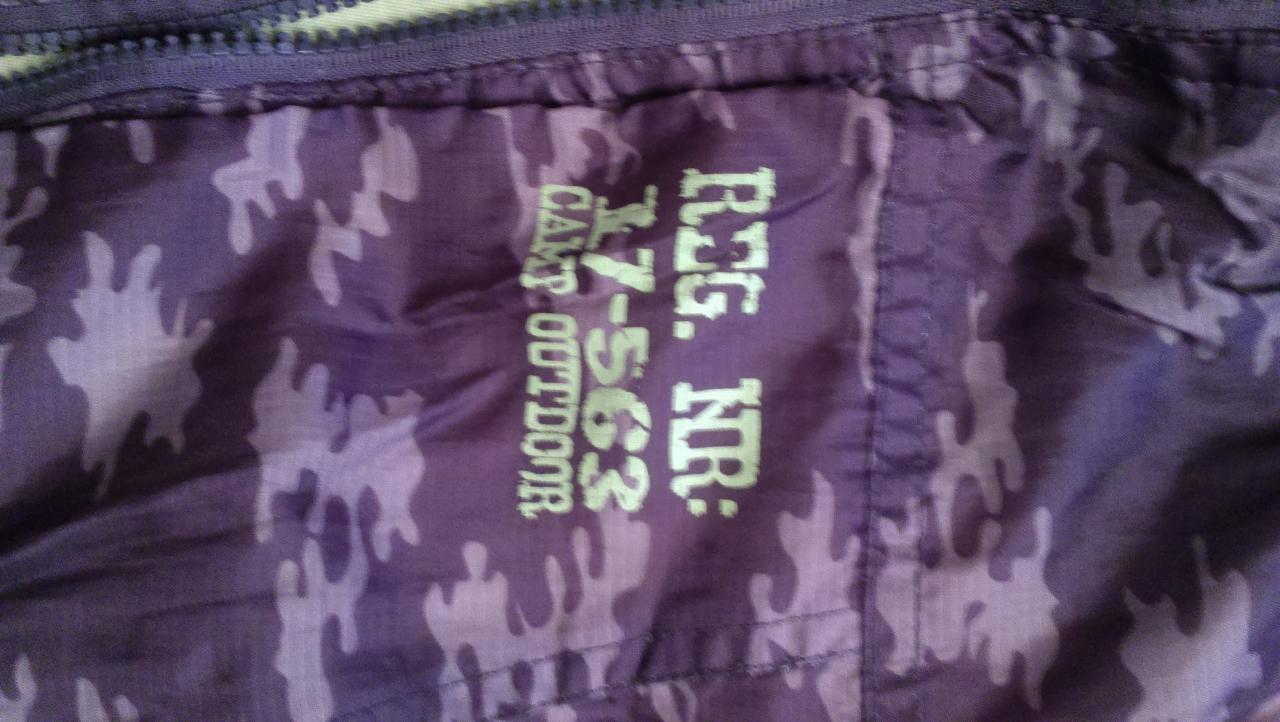 REG. NR:
17-563
CAMP OUTDOOR